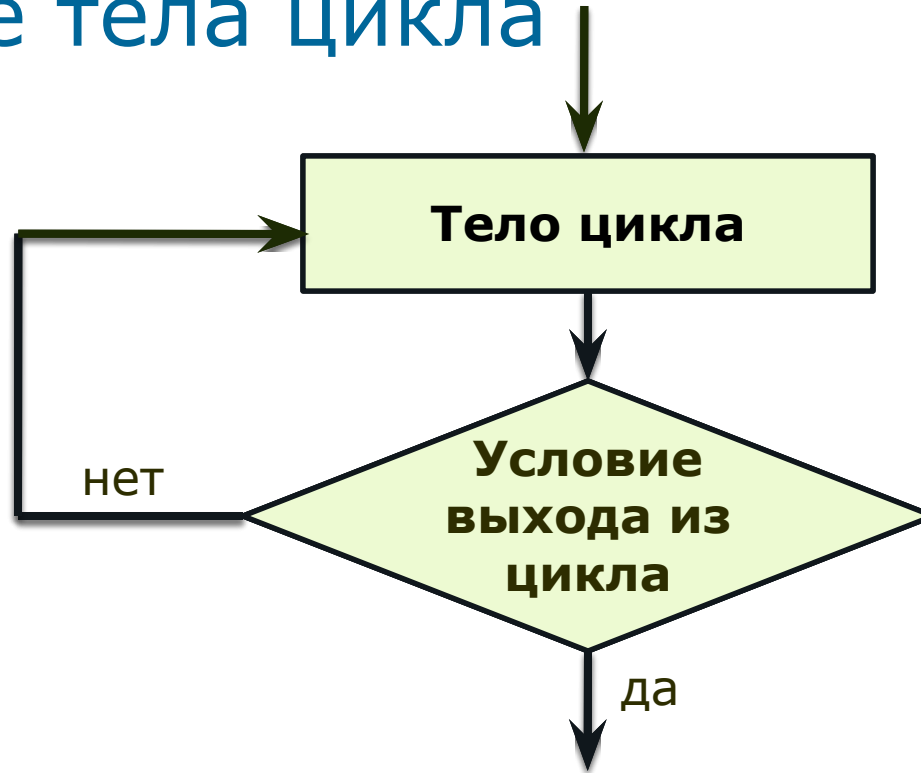 е тела цикла
Тело цикла
нет
Условие
выхода из
цикла
да